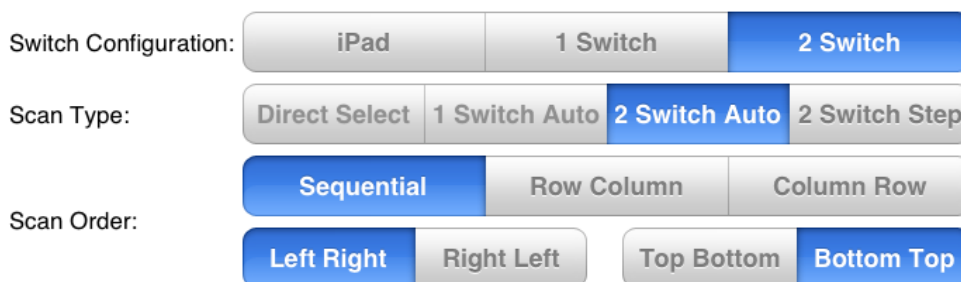 Switch Configuration: iPad 1 Switch 2 Switch
Scan Type: Direct Select 1 Switch Auto 2 Switch Auto 2 Switch Step
Sequential Row Column Column Row
Scan Order:
Left Right Right Left Top Bottom Bottom Top